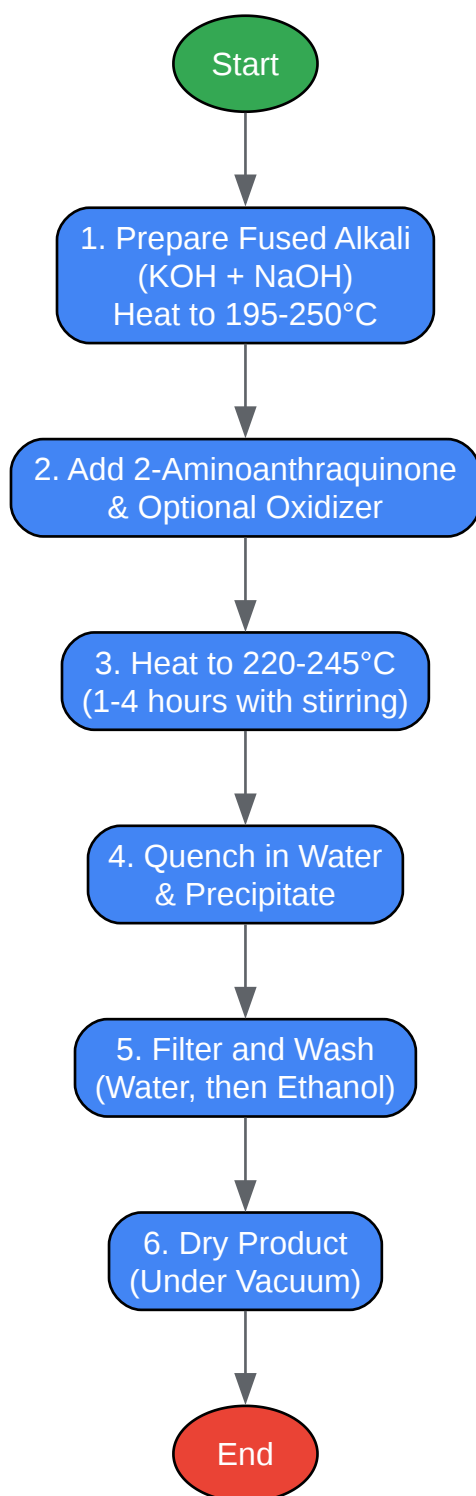 Start
1. Prepare Fused Alkali
(KOH + NaOH)
Heat to 195-250°C
2. Add 2-Aminoanthraquinone
& Optional Oxidizer
3. Heat to 220-245°C
(1-4 hours with stirring)
4. Quench in Water
& Precipitate
5. Filter and Wash
(Water, then Ethanol)
6. Dry Product
(Under Vacuum)
End